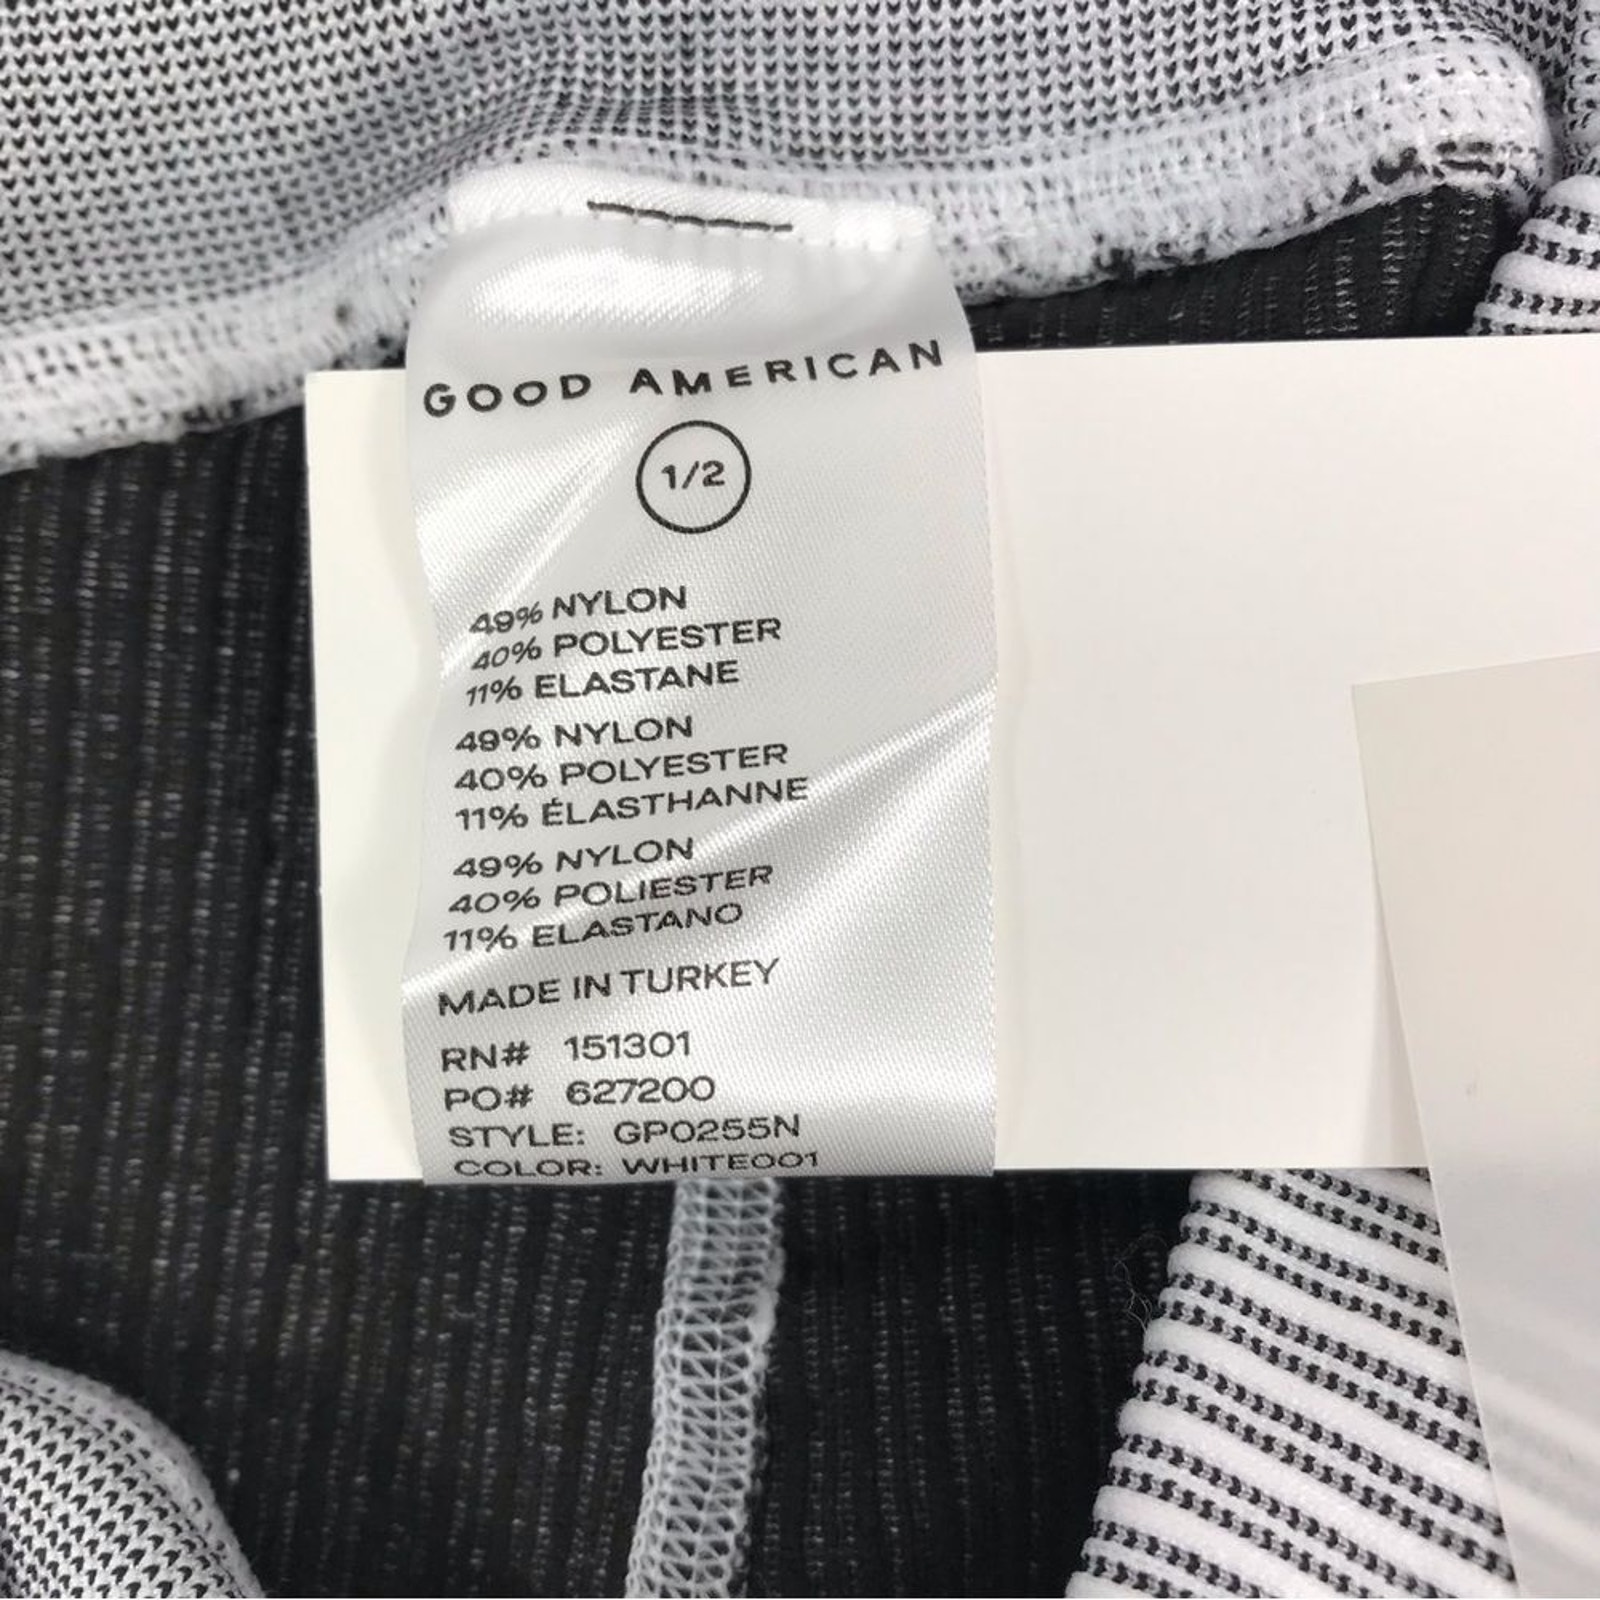 GOOD AMERICAN
1/2
49% NYLON
40% POLYESTER
11% ELASTANE
49% NYLON
40% POLYESTER
11% ÉLASTHANNE
49% NYLON
40% POLIESTER
11% ELASTANO
MADE IN TURKEY
RN# 151301
PO# 627200
STYLE: GP0255N
COLOR: WHITE001